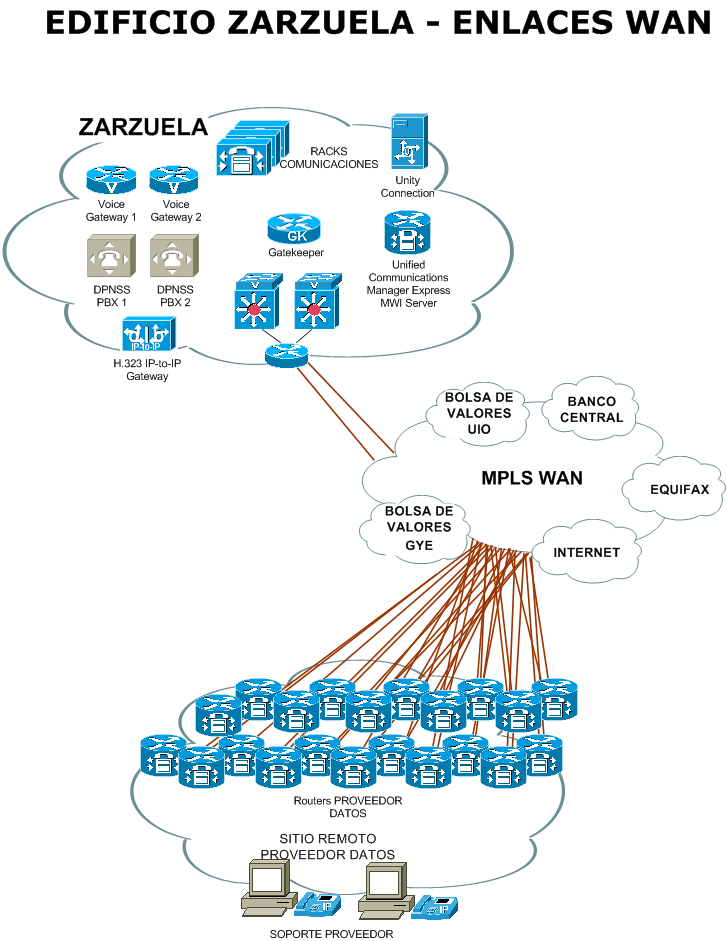 EDIFICIO ZARZUELA - ENLACES WAN
ZARZUELA
RACKS
COMUNICACIONES
Unity
Connection
Voice
Gateway 1
Voice
Gateway 2
V
V
GK
Gatekeeper
DPNSS
PBX 1
DPNSS
PBX 2
Unified
Communications
Manager Express
MWI Server
V
V
IP-to-IP
H.323 IP-to-IP
Gateway
BOLSA DE
VALORES
UIO
BANCO
CENTRAL
MPLS WAN
EQUIFAX
BOLSA DE
VALORES
GYE
INTERNET
Routers PROVEEDOR
DATOS
SITIO REMOTO
PROVEEDOR DATOS
IP
IP
SOPORTE PROVEEDOR